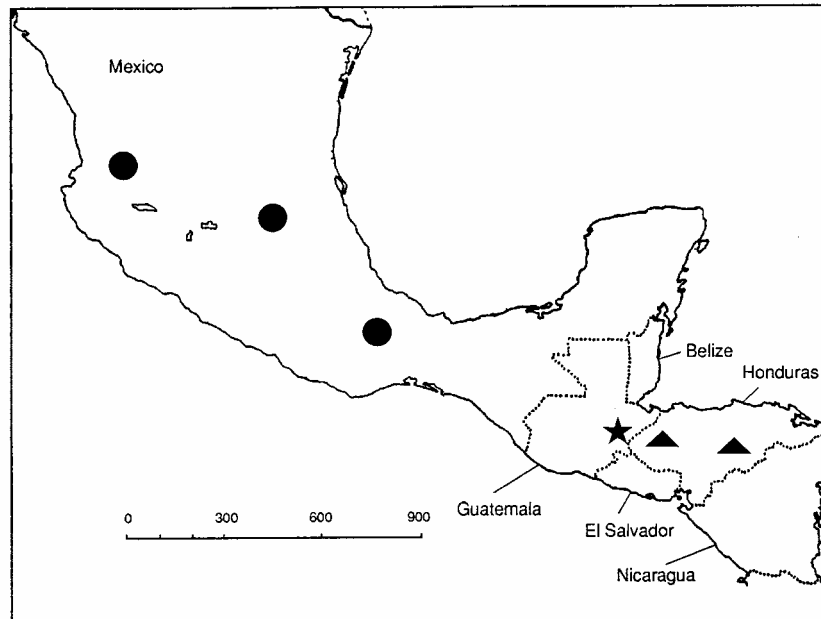 Mexico
Belize
Honduras
Guatemala
El Salvador
Nicaragua
0 300 600 900